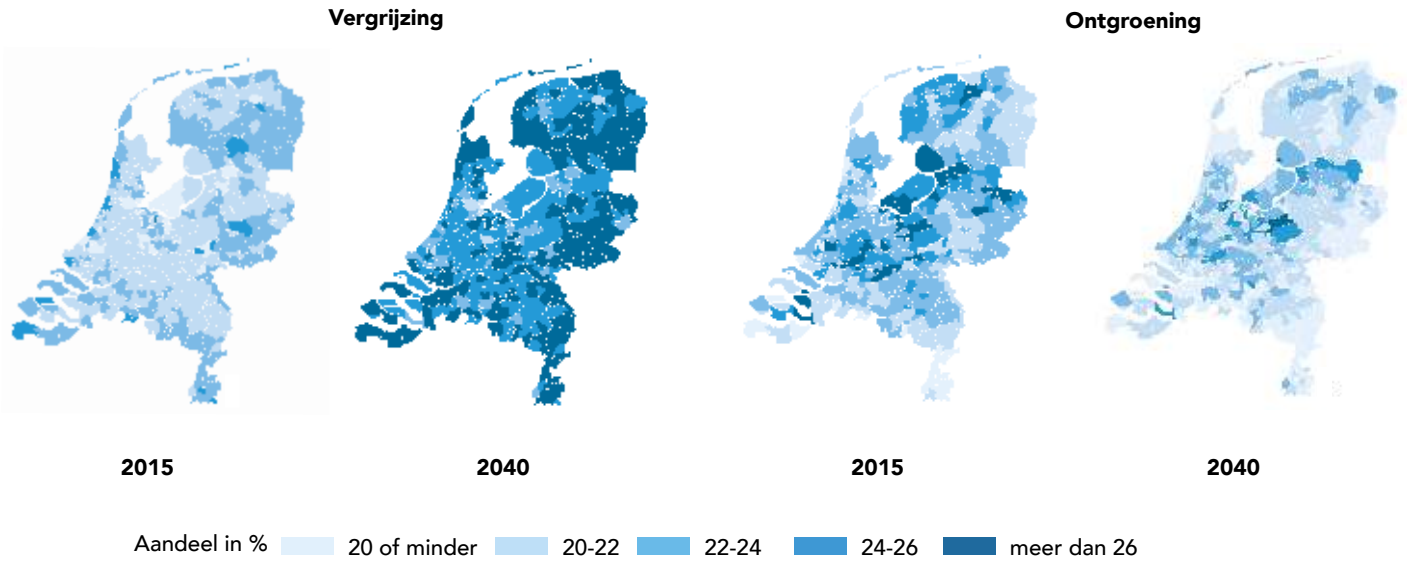 Vergrijzing
Ontgroening
2015
2040
2015
2040
Aandeel in % 20 of minder 20-22 22-24 24-26 meer dan 26